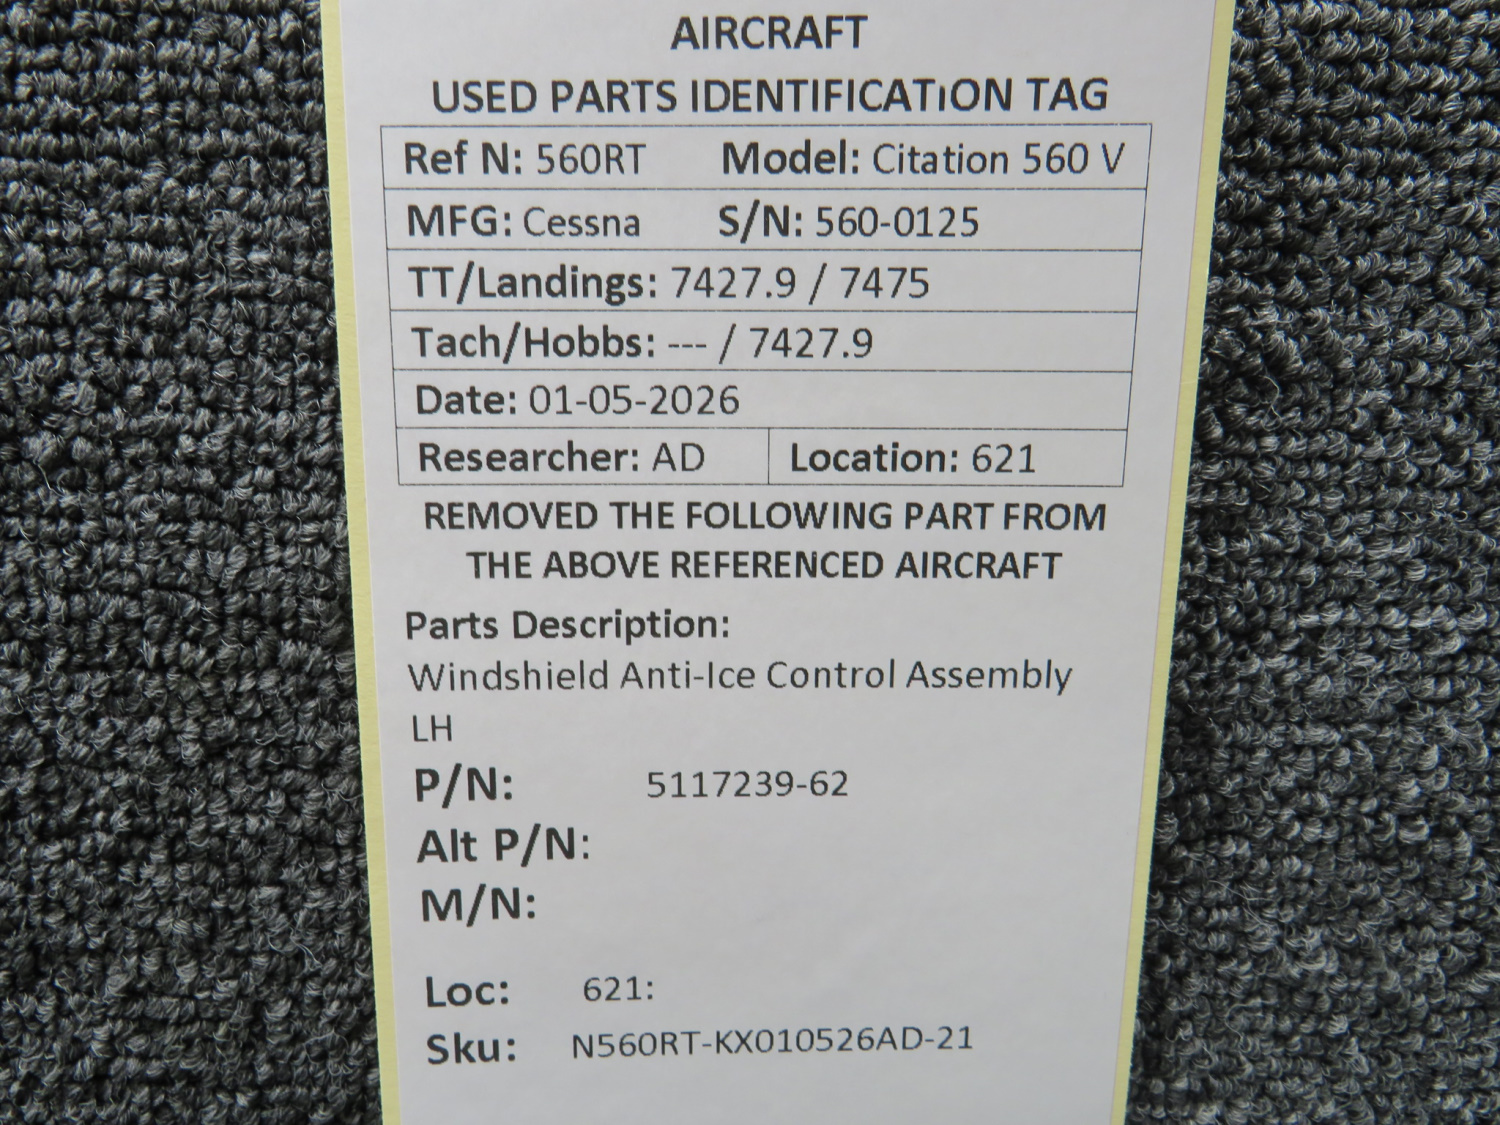 AIRCRAFT
USED PARTS IDENTIFICATION TAG
Ref N: 560RT Model: Citation 560 V
MFG: Cessna S/N: 560-0125
TT/Landings: 7427.9 / 7475
Tach/Hobbs: --- / 7427.9
Date: 01-05-2026
Researcher: AD Location: 621
REMOVED THE FOLLOWING PART FROM
THE ABOVE REFERENCED AIRCRAFT
Parts Description:
Windshield Anti-Ice Control Assembly
LH
P/N: 5117239-62
Alt P/N:
M/N:
Loc: 621:
Sku: N560RT-KX010526AD-21